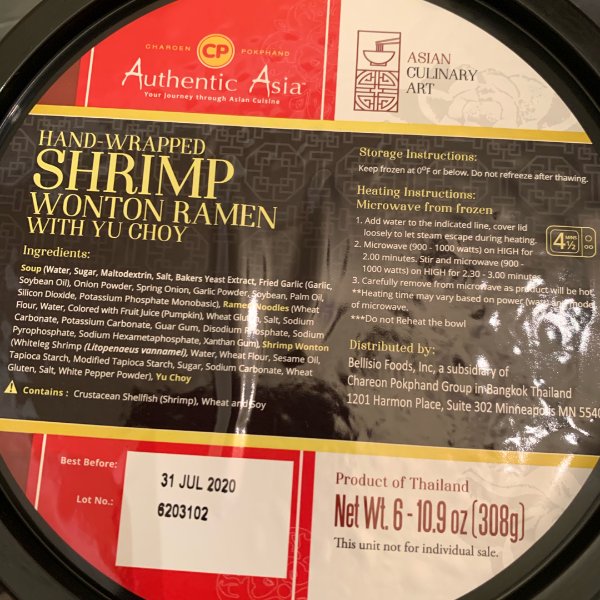 CHAROEN CP POKPHAND
Authentic Asia
Your journey through Asian Cuisine
ASIAN
CULINARY
ART
HAND-WRAPPED
SHRIMP
WONTON RAMEN
WITH YU CHOY
Ingredients:
Soup (Water, Sugar, Maltodextrin, Salt, Bakers Yeast Extract, Fried Garlic (Garlic,
Soybean Oil), Onion Powder, Spring Onion, Garlic Powder, Soybean, Palm Oil,
Silicon Dioxide, Potassium Phosphate Monobasic), Ramen Noodles (Wheat
Flour, Water, Colored with Fruit Juice (Pumpkin), Wheat Gluten, Salt, Sodium
Carbonate, Potassium Carbonate, Guar Gum, Disodium Phosphate, Sodium
Pyrophosphate, Sodium Hexametaphosphate, Xanthan Gum), Shrimp Wonton
(Whiteleg Shrimp (Litopenaeus vannamei), Water, Wheat Flour, Sesame Oil,
Tapioca Starch, Modified Tapioca Starch, Sugar, Sodium Carbonate, Wheat
Gluten, Salt, White Pepper Powder), Yu Choy
Contains : Crustacean Shellfish (Shrimp), Wheat and Soy
Storage Instructions:
Keep frozen at 0ºF or below. Do not refreeze after thawing.
Heating Instructions:
Microwave from frozen
1. Add water to the indicated line, cover lid
loosely to let steam escape during heating.
2. Microwave (900 - 1000 watts) on HIGH for
2.00 minutes. Stir and microwave (900 -
1000 watts) on HIGH for 2.30 - 3.00 minutes
3. Carefully remove from microwave as product will be hot
**Heating time may vary based on power (watt) and model
of microwave.
***Do not Reheat the bowl
4 MINS ½
Distributed by:
Bellisio Foods, Inc, a subsidiary of
Chareon Pokphand Group in Bangkok Thailand
1201 Harmon Place, Suite 302 Minneapolis MN 5540
Best Before:
31 JUL 2020
Lot No.:
6203102
Product of Thailand
Net Wt. 6 - 10.9 oz (308g)
This unit not for individual sale.